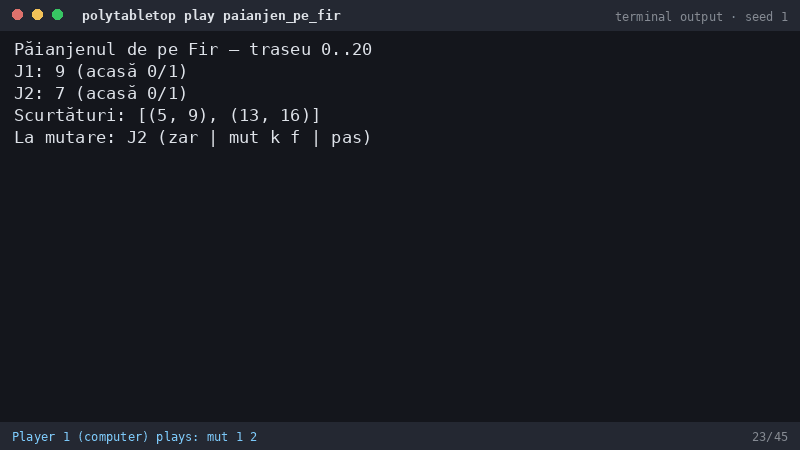 polytabletop play paianjen_pe_fir
terminal output · seed 1
Păianjenul de pe Fir — traseu 0..20
J1: 9 (acasă 0/1)
J2: 7 (acasă 0/1)
Scurtături: [(5, 9), (13, 16)]
La mutare: J2 (zar | mut k f | pas)
Player 1 (computer) plays: mut 1 2
23/45